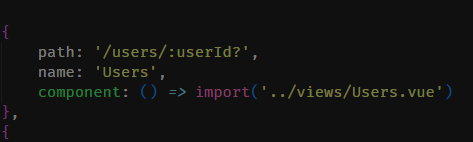 {
    path: '/users/:userId?',
    name: 'Users',
    component: () => import('../views/Users.vue')
},
{